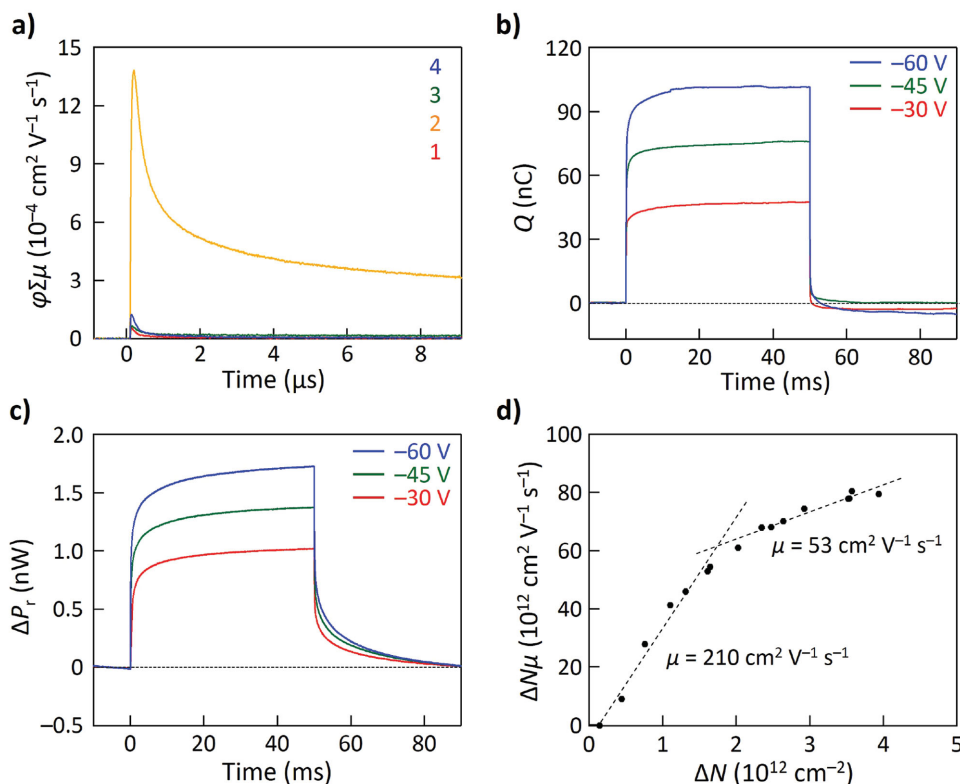 a)
φΣμ (10⁻⁴ cm² V⁻¹ s⁻¹)
15
12
9
6
3
0
4
3
2
1
0 2 4 6 8
Time (μs)
b)
Q (nC)
120
90
60
30
0
–60 V
–45 V
–30 V
0 20 40 60 80
Time (ms)
c)
ΔPr (nW)
2.0
1.5
1.0
0.5
0
–0.5
–60 V
–45 V
–30 V
0 20 40 60 80
Time (ms)
d)
ΔNμ (10¹² cm² V⁻¹ s⁻¹)
100
80
60
40
20
0
μ = 53 cm² V⁻¹ s⁻¹
μ = 210 cm² V⁻¹ s⁻¹
0 1 2 3 4 5
ΔN (10¹² cm⁻²)